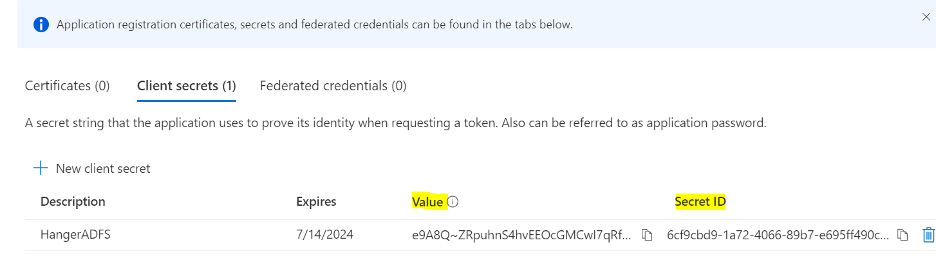 Application registration certificates, secrets and federated credentials can be found in the tabs below.
Certificates (0) Client secrets (1) Federated credentials (0)
A secret string that the application uses to prove its identity when requesting a token. Also can be referred to as application password.
New client secret
Description Expires Value Secret ID
HangerADFS 7/14/2024 e9A8Q~ZRpuhnS4hvEEOcGMCwl7qRf... 6cf9cbd9-1a72-4066-89b7-e695ff490c...